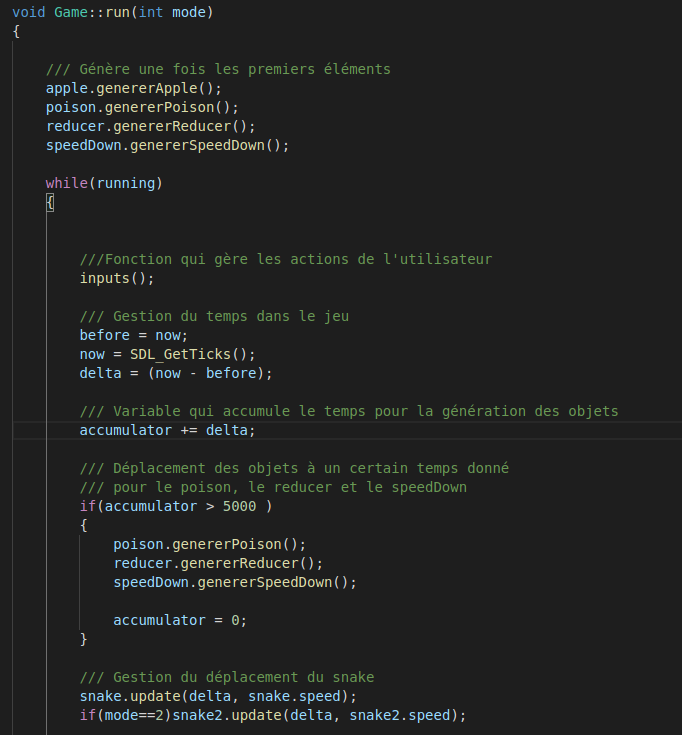 void Game::run(int mode)
{
/// Génère une fois les premiers éléments
apple.genererApple();
poison.genererPoison();
reducer.genererReducer();
speedDown.genererSpeedDown();
while(running)
{
///Fonction qui gère les actions de l'utilisateur
inputs();
/// Gestion du temps dans le jeu
before = now;
now = SDL_GetTicks();
delta = (now - before);
/// Variable qui accumule le temps pour la génération des objets
accumulator += delta;
/// Déplacement des objets à un certain temps donné
/// pour le poison, le reducer et le speedDown
if(accumulator > 5000 )
{
poison.genererPoison();
reducer.genererReducer();
speedDown.genererSpeedDown();
accumulator = 0;
}
/// Gestion du déplacement du snake
snake.update(delta, snake.speed);
if(mode==2)snake2.update(delta, snake2.speed);